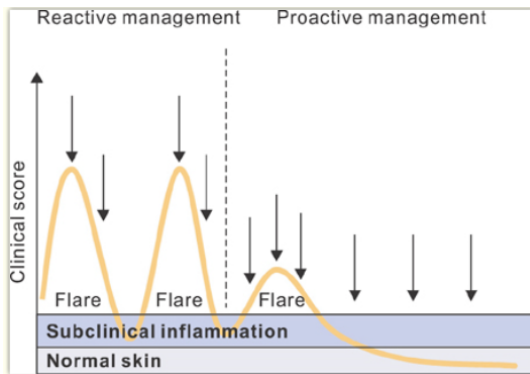 Reactive management
Proactive management
Clinical score
Flare
Flare
Flare
Subclinical inflammation
Normal skin